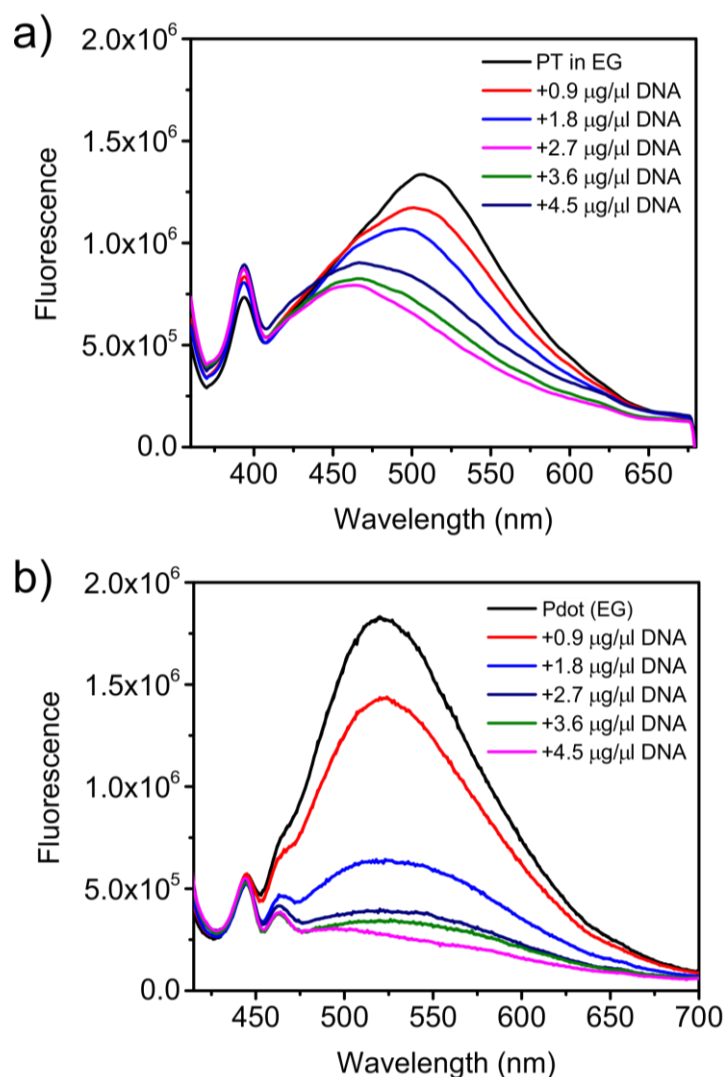 a)
2.0x10⁶
1.5x10⁶
1.0x10⁶
5.0x10⁵
0.0
Fluorescence
PT in EG
+0.9 μg/μl DNA
+1.8 μg/μl DNA
+2.7 μg/μl DNA
+3.6 μg/μl DNA
+4.5 μg/μl DNA
400 450 500 550 600 650
Wavelength (nm)
b)
2.0x10⁶
1.5x10⁶
1.0x10⁶
5.0x10⁵
0.0
Fluorescence
Pdot (EG)
+0.9 μg/μl DNA
+1.8 μg/μl DNA
+2.7 μg/μl DNA
+3.6 μg/μl DNA
+4.5 μg/μl DNA
450 500 550 600 650 700
Wavelength (nm)